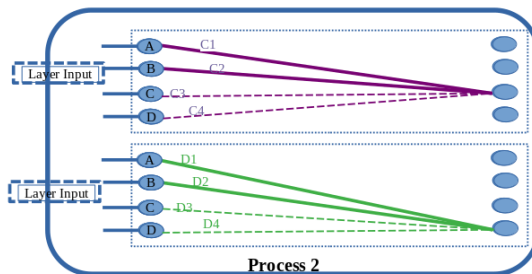 A
C1
B
C2
Layer Input
C
C3
D
C4
A
D1
B
D2
Layer Input
C
D3
D
D4
Process 2